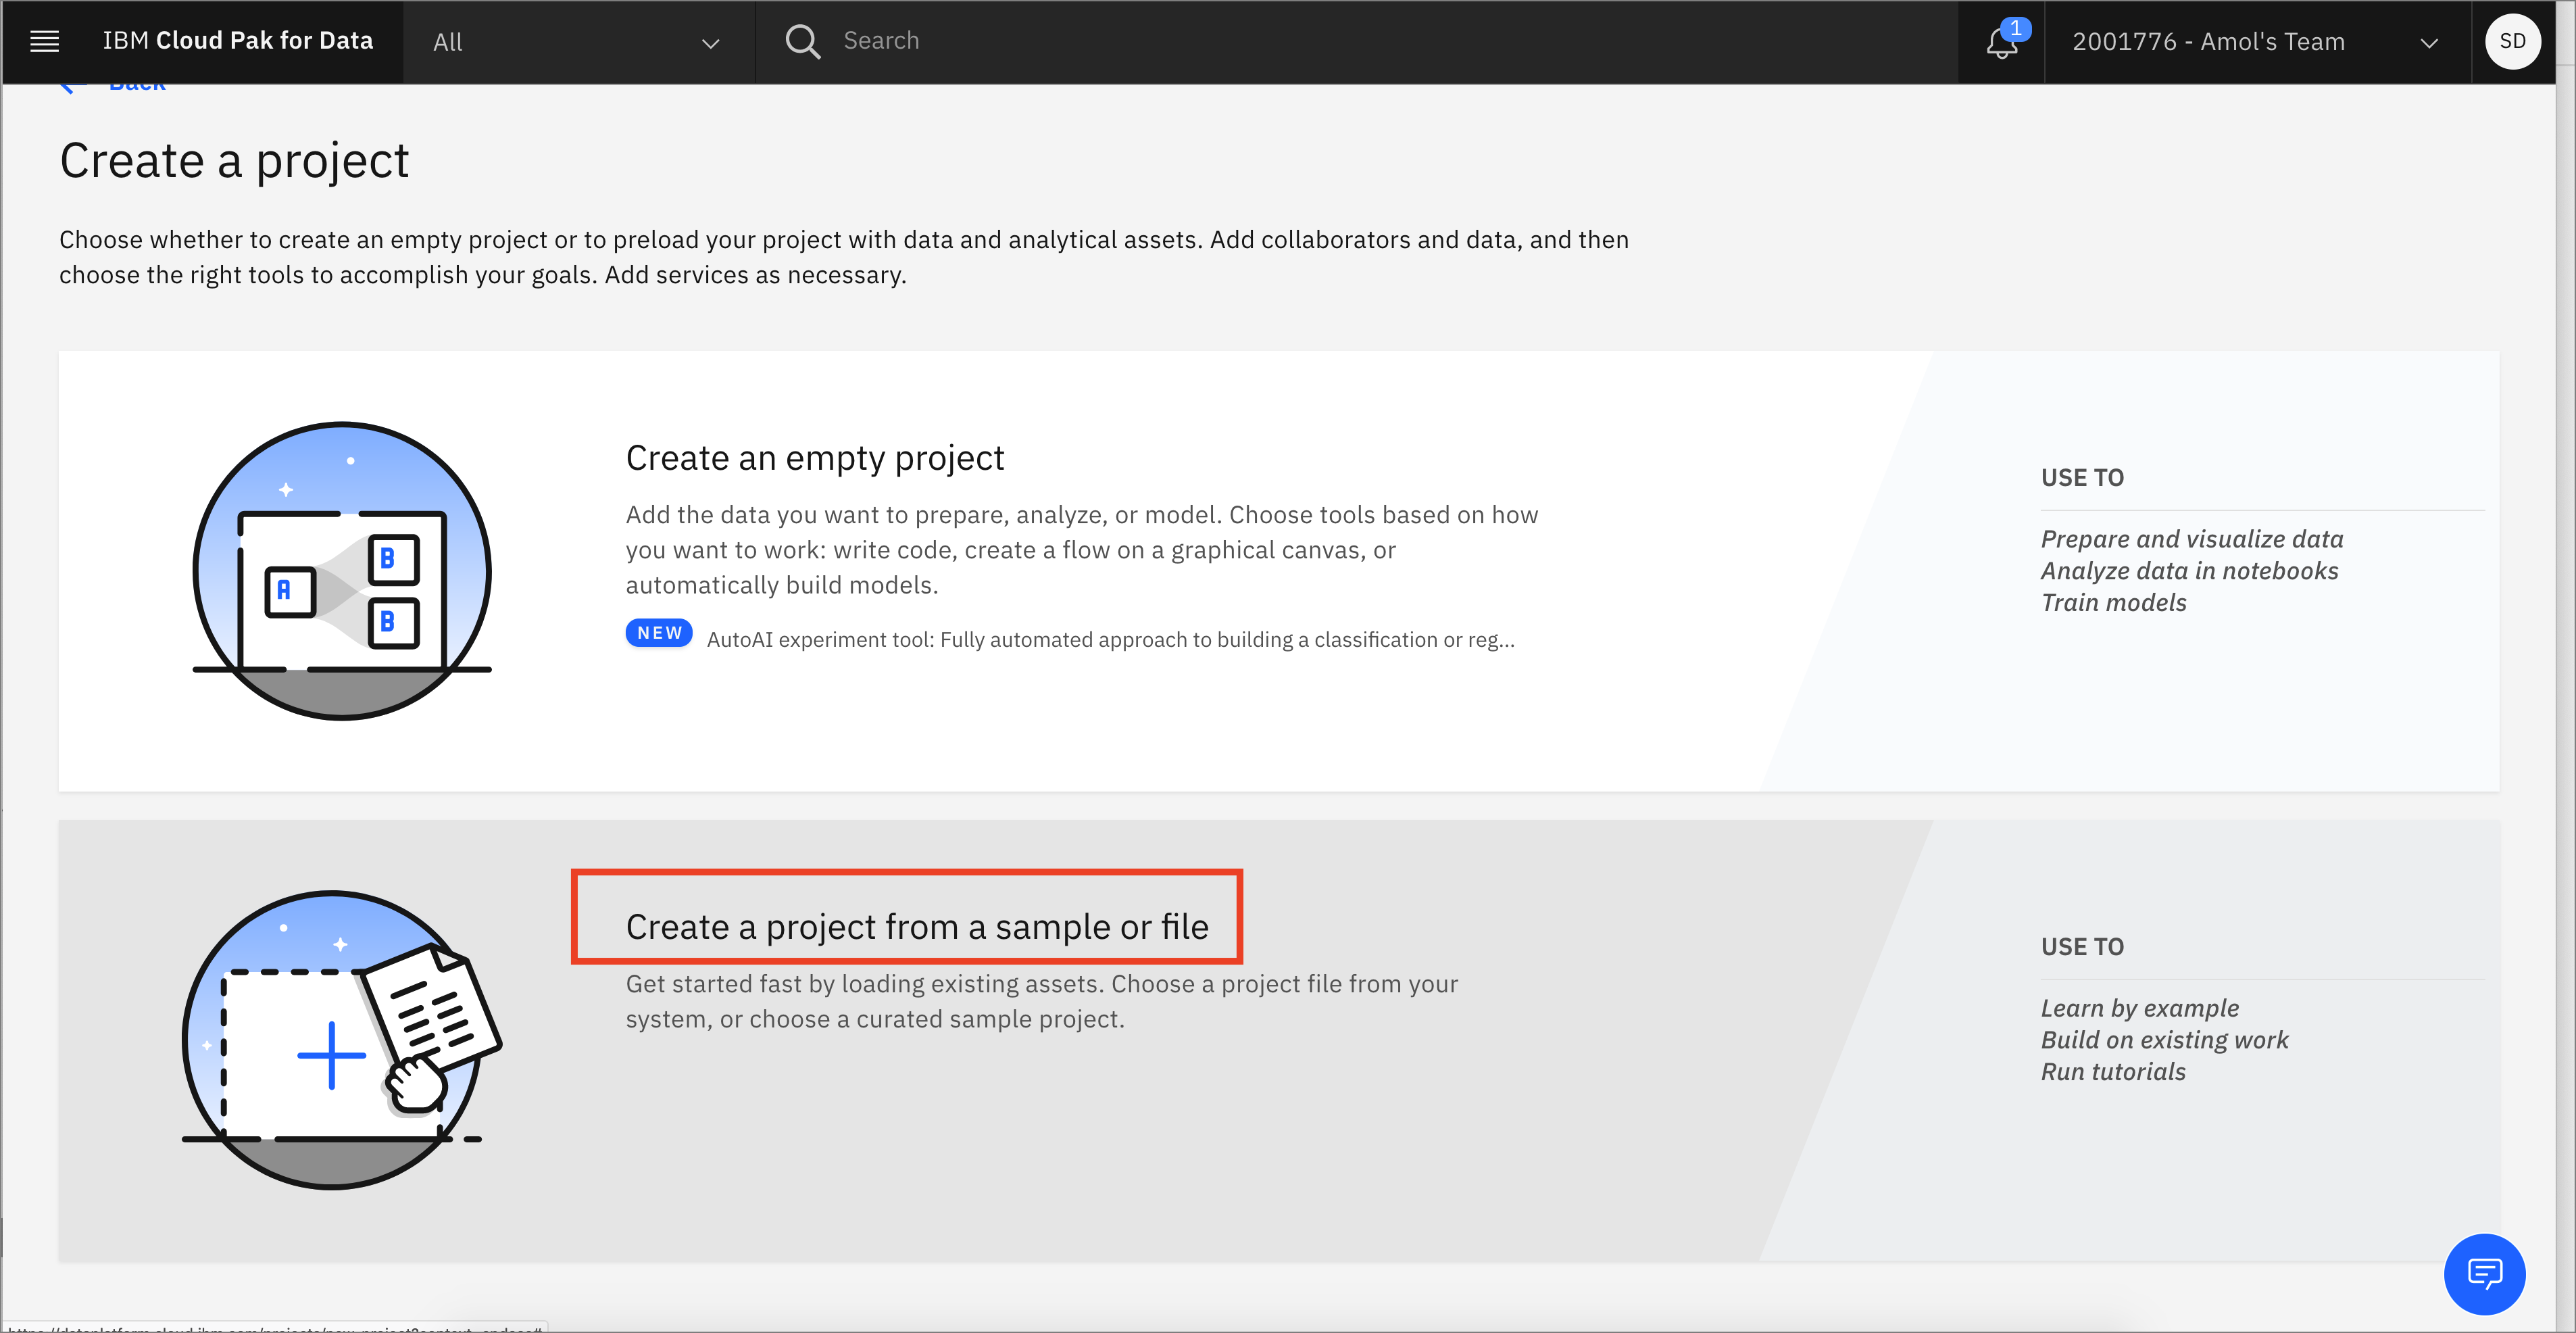 IBM Cloud Pak for Data
All
Search
1
2001776 - Amol's Team
SD
Back
Create a project
Choose whether to create an empty project or to preload your project with data and analytical assets. Add collaborators and data, and then
choose the right tools to accomplish your goals. Add services as necessary.
Create an empty project
Add the data you want to prepare, analyze, or model. Choose tools based on how
you want to work: write code, create a flow on a graphical canvas, or
automatically build models.
NEW AutoAI experiment tool: Fully automated approach to building a classification or reg...
A
B
B
USE TO
Prepare and visualize data
Analyze data in notebooks
Train models
Create a project from a sample or file
Get started fast by loading existing assets. Choose a project file from your
system, or choose a curated sample project.
USE TO
Learn by example
Build on existing work
Run tutorials